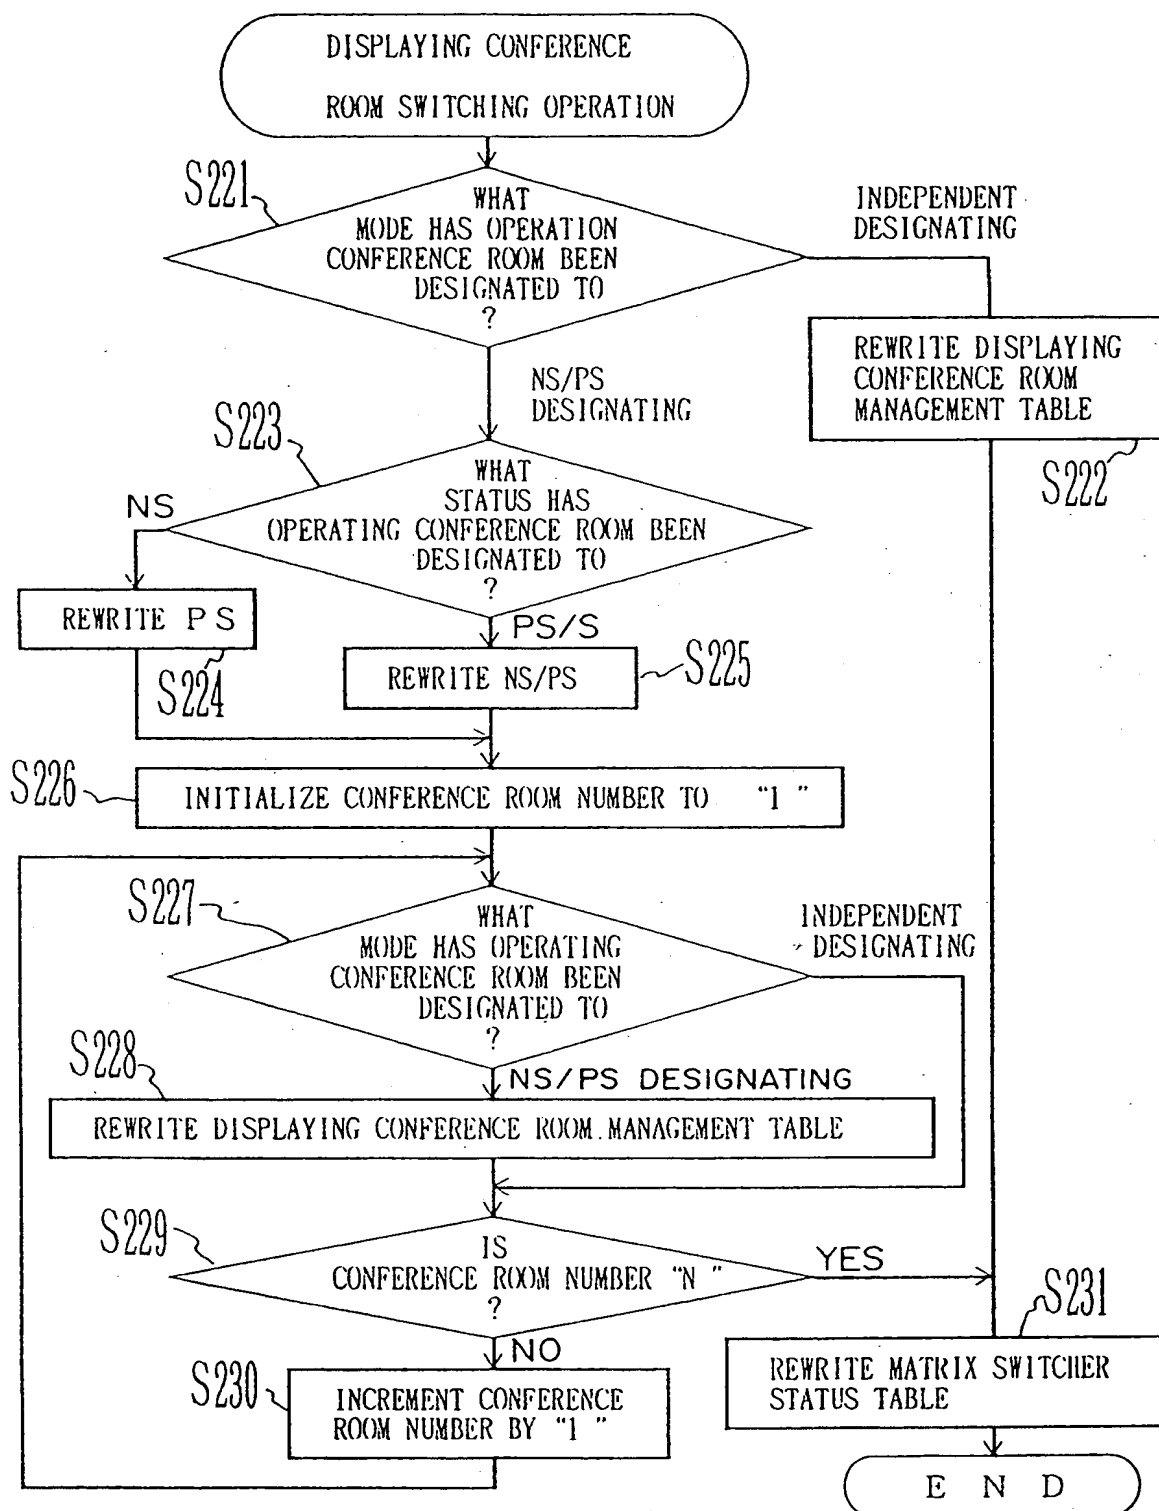 DISPLAYING CONFERENCE
ROOM SWITCHING OPERATION
S221
WHAT
MODE HAS OPERATION
CONFERENCE ROOM BEEN
DESIGNATED TO
?
INDEPENDENT
DESIGNATING
REWRITE DISPLAYING
CONFERENCE ROOM
MANAGEMENT TABLE
S222
NS/PS
DESIGNATING
S223
WHAT
STATUS HAS
OPERATING CONFERENCE ROOM BEEN
DESIGNATED TO
?
NS
REWRITE PS
S224
PS/S
REWRITE NS/PS
S225
S226
INITIALIZE CONFERENCE ROOM NUMBER TO "1"
S227
WHAT
MODE HAS OPERATING
CONFERENCE ROOM BEEN
DESIGNATED TO
?
INDEPENDENT
DESIGNATING
S228
NS/PS DESIGNATING
REWRITE DISPLAYING CONFERENCE ROOM MANAGEMENT TABLE
S229
IS
CONFERENCE ROOM NUMBER "N"
?
YES
NO
S230
INCREMENT CONFERENCE
ROOM NUMBER BY "1"
S231
REWRITE MATRIX SWITCHER
STATUS TABLE
END